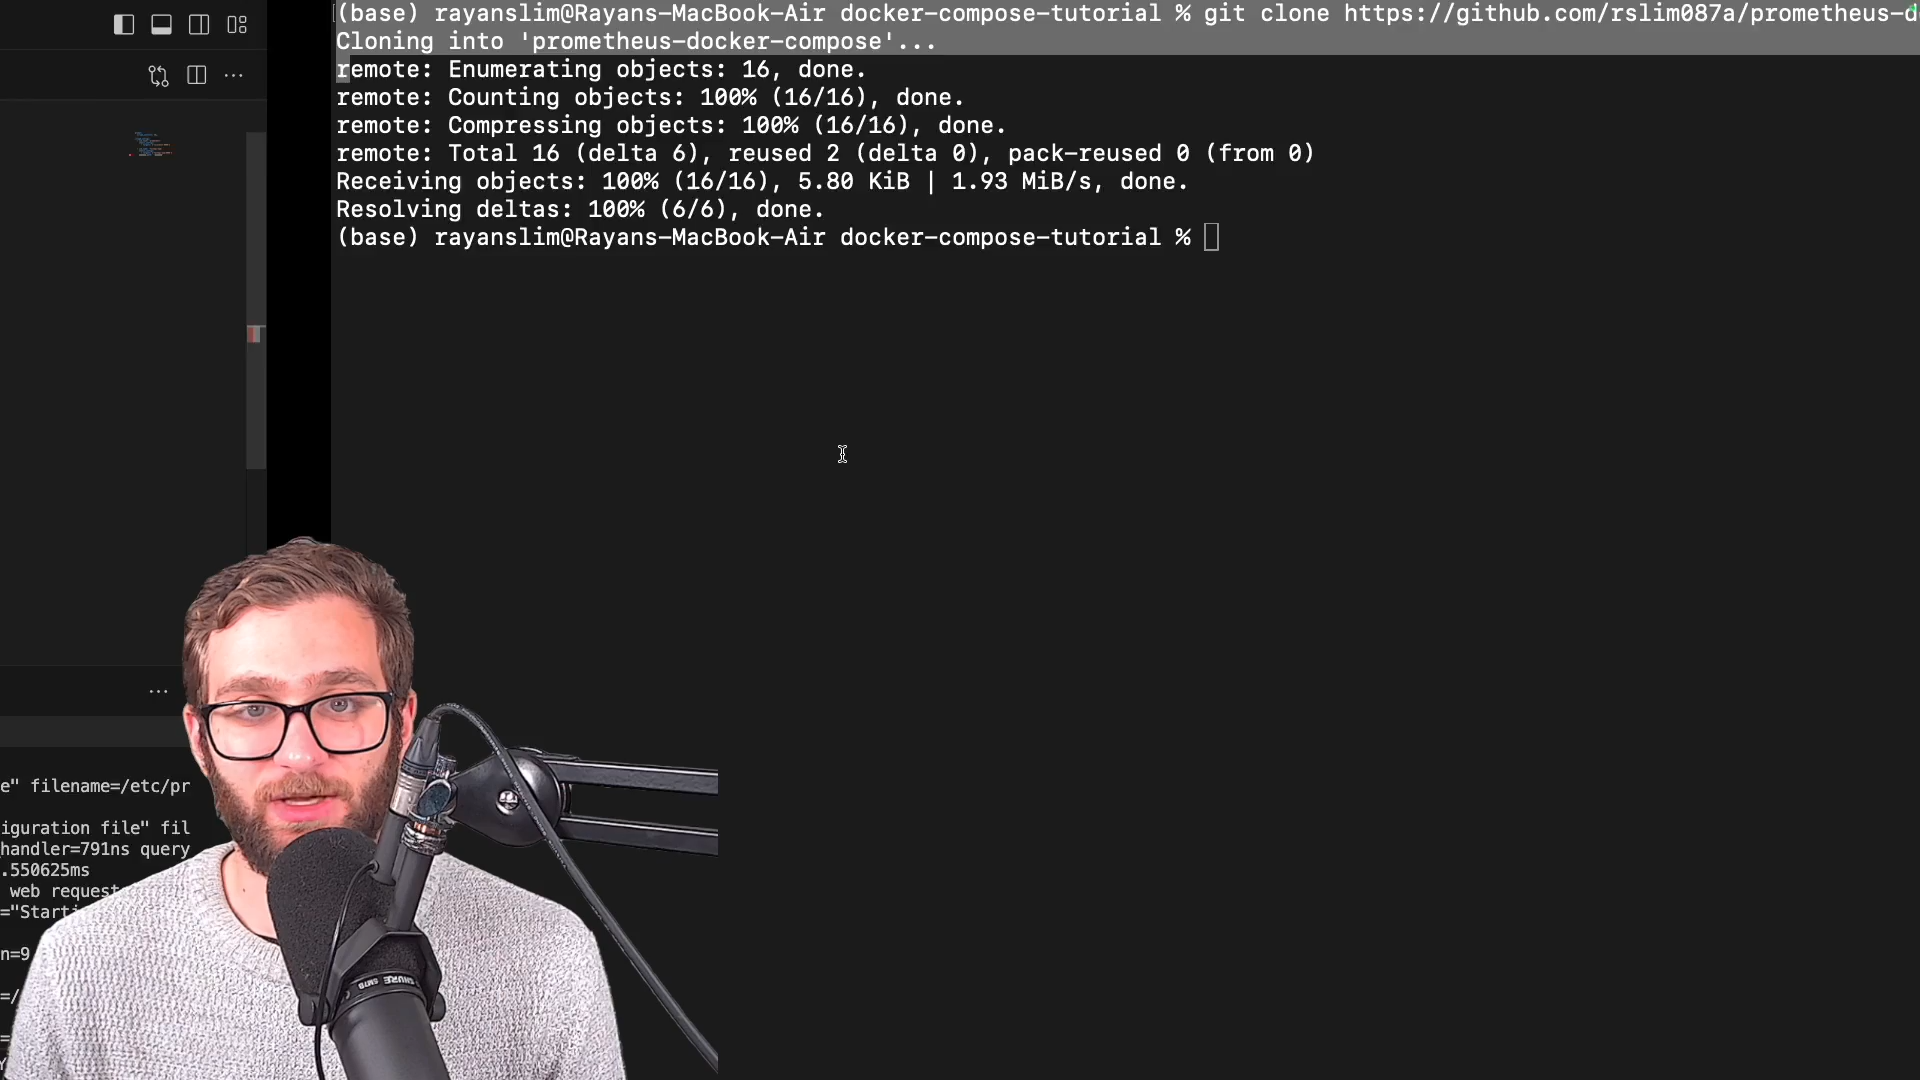 (base) rayanslim@Rayans-MacBook-Air docker-compose-tutorial % git clone https://github.com/rslim087a/prometheus-d
Cloning into 'prometheus-docker-compose'...
remote: Enumerating objects: 16, done.
remote: Counting objects: 100% (16/16), done.
remote: Compressing objects: 100% (16/16), done.
remote: Total 16 (delta 6), reused 2 (delta 0), pack-reused 0 (from 0)
Receiving objects: 100% (16/16), 5.80 KiB | 1.93 MiB/s, done.
Resolving deltas: 100% (6/6), done.
(base) rayanslim@Rayans-MacBook-Air docker-compose-tutorial %
e" filename=/etc/pr
iguration file" fil
handler=791ns query
.550625ms
web request
="Starti
n=9
=/
=
SHURE SM7B